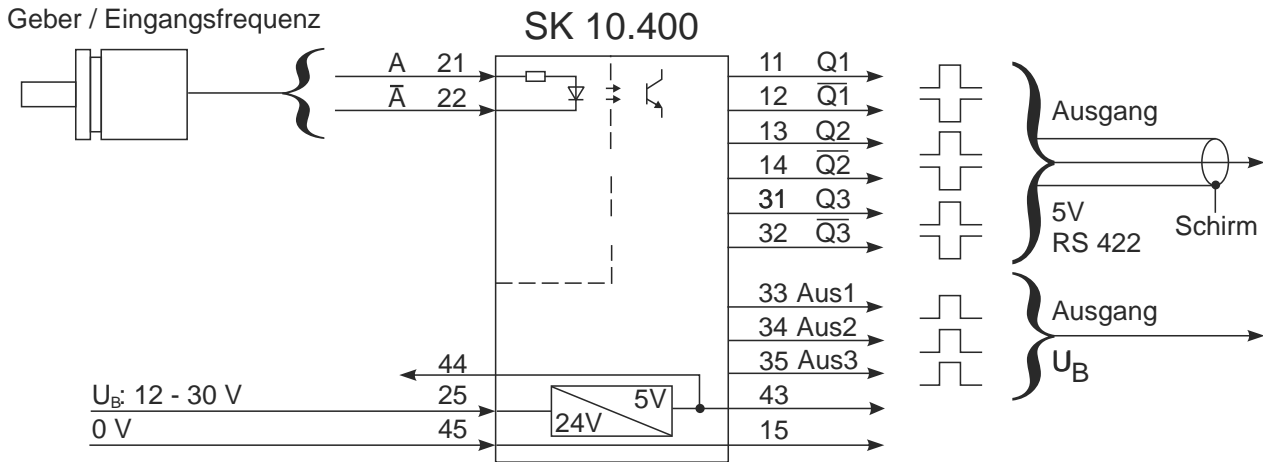 Geber / Eingangsfrequenz
SK 10.400
A 21
A̅ 22
11 Q1
12 Q̅1̅
13 Q2
14 Q̅2̅
31 Q3
32 Q̅3̅
33 Aus1
34 Aus2
35 Aus3
44
U_B: 12 - 30 V 25
0 V 45
5V
24V
43
15
Ausgang
5V
RS 422
Schirm
Ausgang
U_B